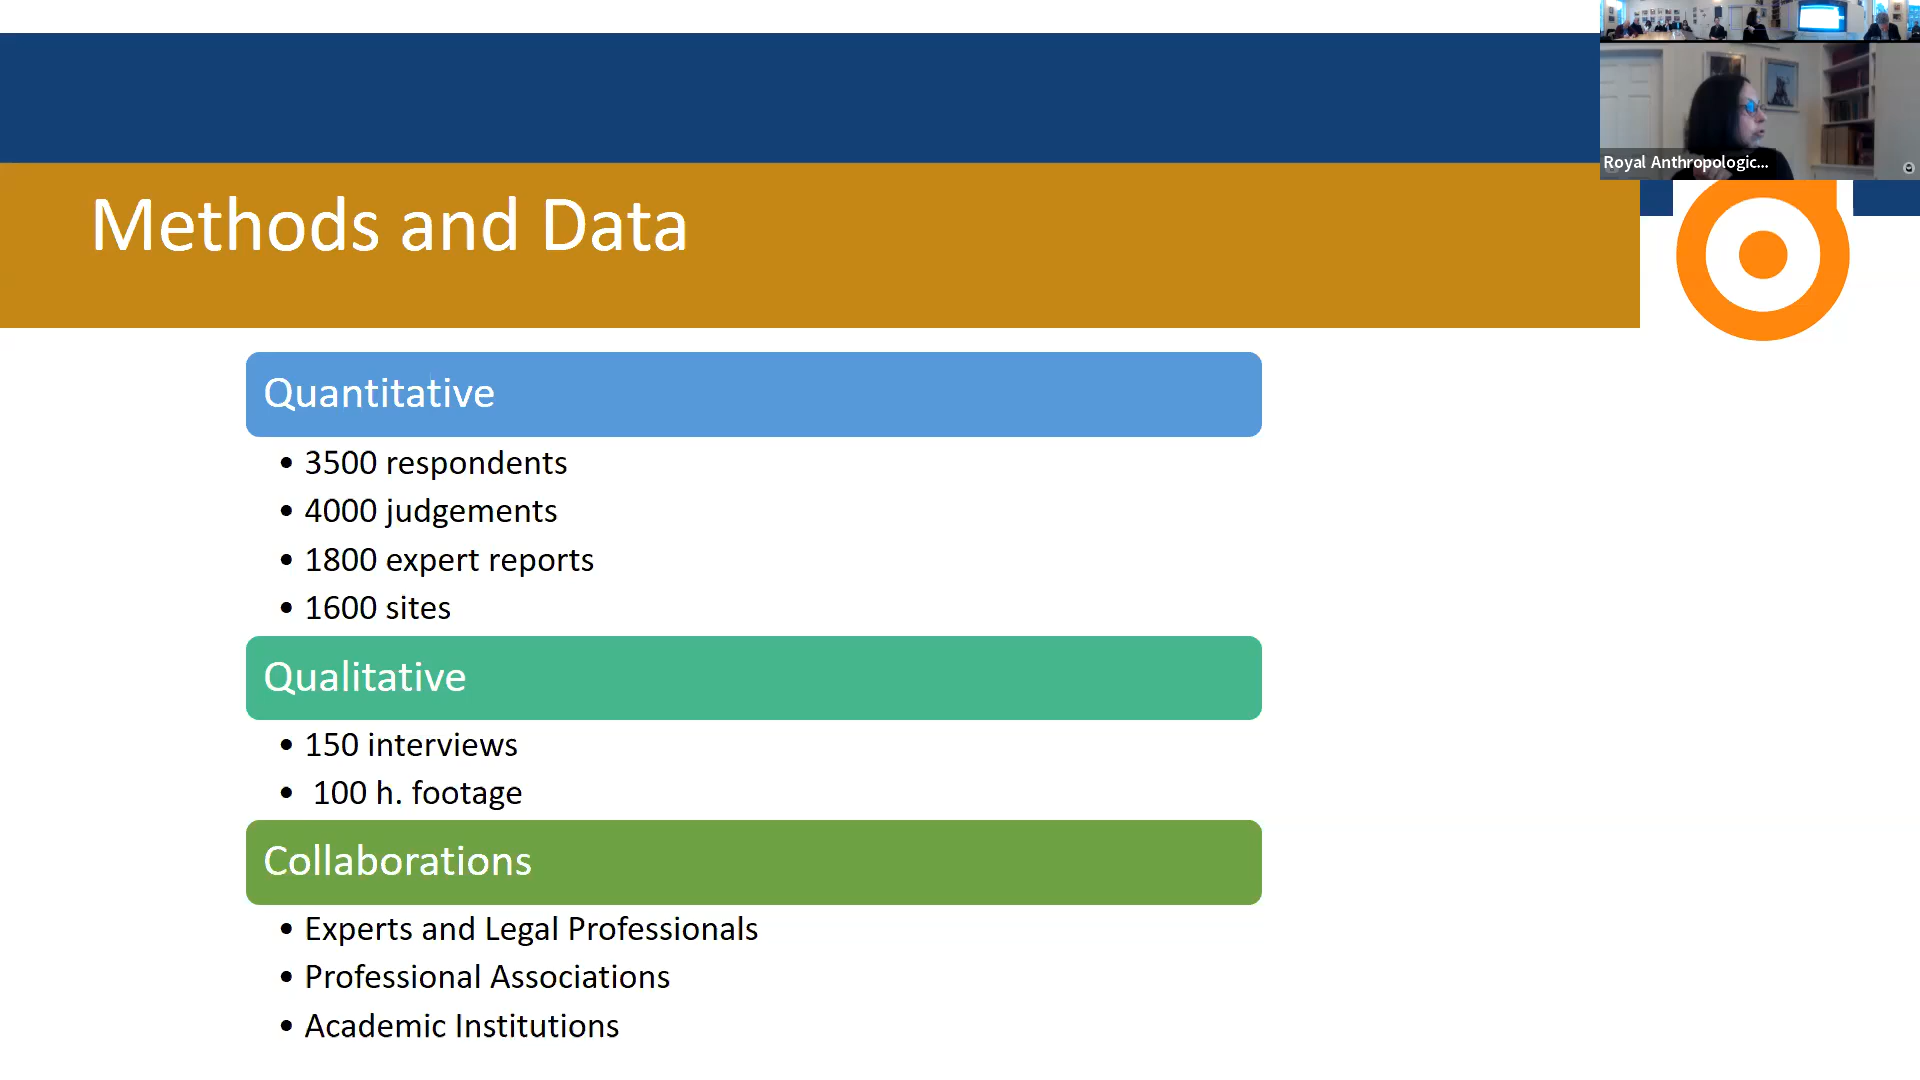 Royal Anthropologic...
Methods and Data
Quantitative
• 3500 respondents
• 4000 judgements
• 1800 expert reports
• 1600 sites
Qualitative
• 150 interviews
• 100 h. footage
Collaborations
• Experts and Legal Professionals
• Professional Associations
• Academic Institutions